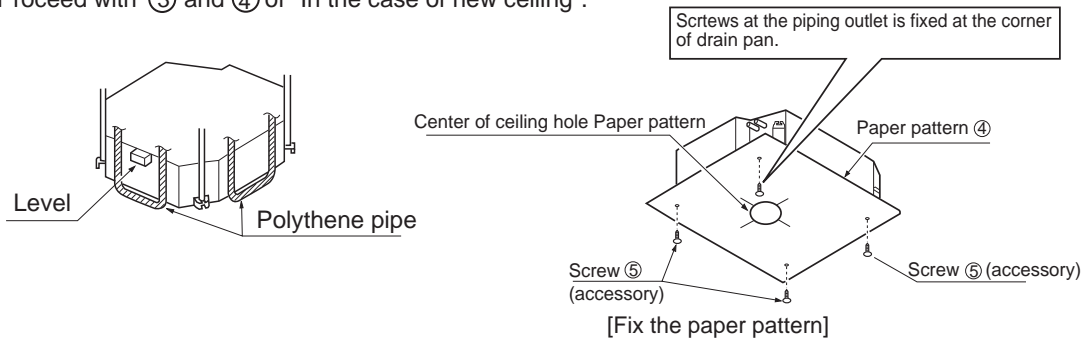 Proceed with ③ and ④ of "In the case of new ceiling".
Scrtews at the piping outlet is fixed at the corner
of drain pan.
Center of ceiling hole Paper pattern
Paper pattern ④
Level
Polythene pipe
Screw ⑤
(accessory)
Screw ⑤ (accessory)
[Fix the paper pattern]